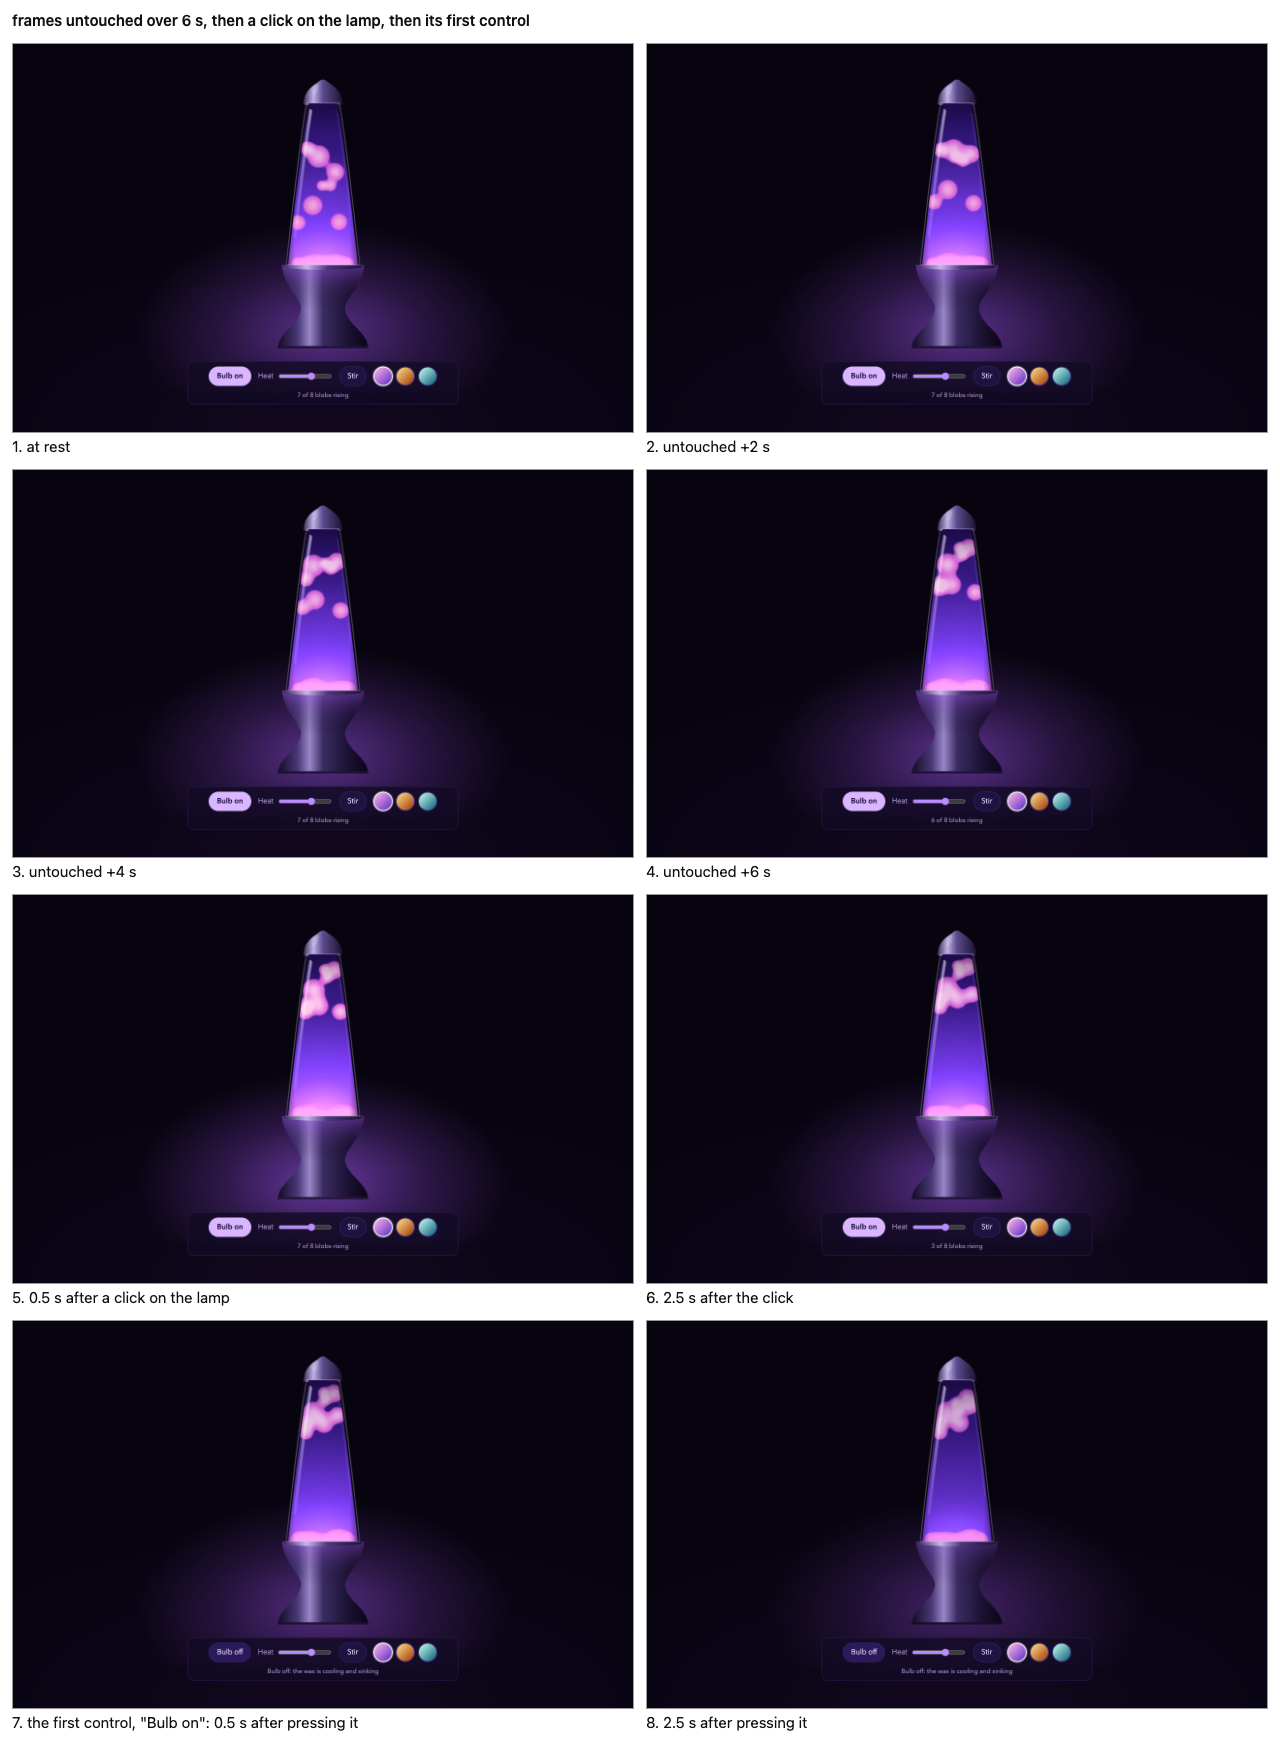 frames untouched over 6 s, then a click on the lamp, then its first control
Bulb on Heat Stir
7 of 8 blobs rising
1. at rest
Bulb on Heat Stir
7 of 8 blobs rising
2. untouched +2 s
Bulb on Heat Stir
7 of 8 blobs rising
3. untouched +4 s
Bulb on Heat Stir
6 of 8 blobs rising
4. untouched +6 s
Bulb on Heat Stir
7 of 8 blobs rising
5. 0.5 s after a click on the lamp
Bulb on Heat Stir
3 of 8 blobs rising
6. 2.5 s after the click
Bulb off Heat Stir
Bulb off: the wax is cooling and sinking
7. the first control, "Bulb on": 0.5 s after pressing it
Bulb off Heat Stir
Bulb off: the wax is cooling and sinking
8. 2.5 s after pressing it